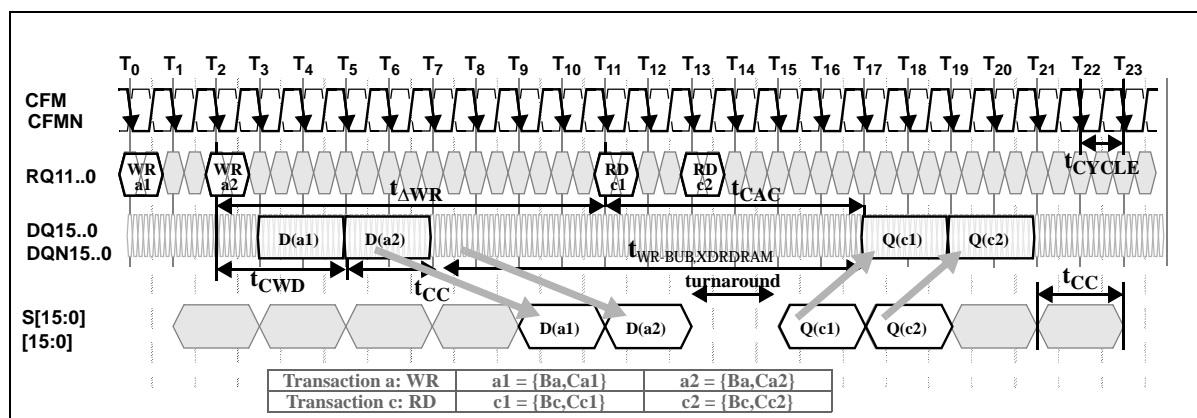 T0 T1 T2 T3 T4 T5 T6 T7 T8 T9 T10 T11 T12 T13 T14 T15 T16 T17 T18 T19 T20 T21 T22 T23
CFM
CFMN
tCYCLE
RQ11..0
WR a1
WR a2
RD c1
RD c2
tΔWR
tCAC
DQ15..0
DQN15..0
D(a1)
D(a2)
Q(c1)
Q(c2)
tCWD
tCC
tWR-BUB,XDRDRAM
turnaround
tCC
S[15:0]
[15:0]
D(a1)
D(a2)
Q(c1)
Q(c2)
Transaction a: WR a1 = {Ba,Ca1} a2 = {Ba,Ca2}
Transaction c: RD c1 = {Bc,Cc1} c2 = {Bc,Cc2}